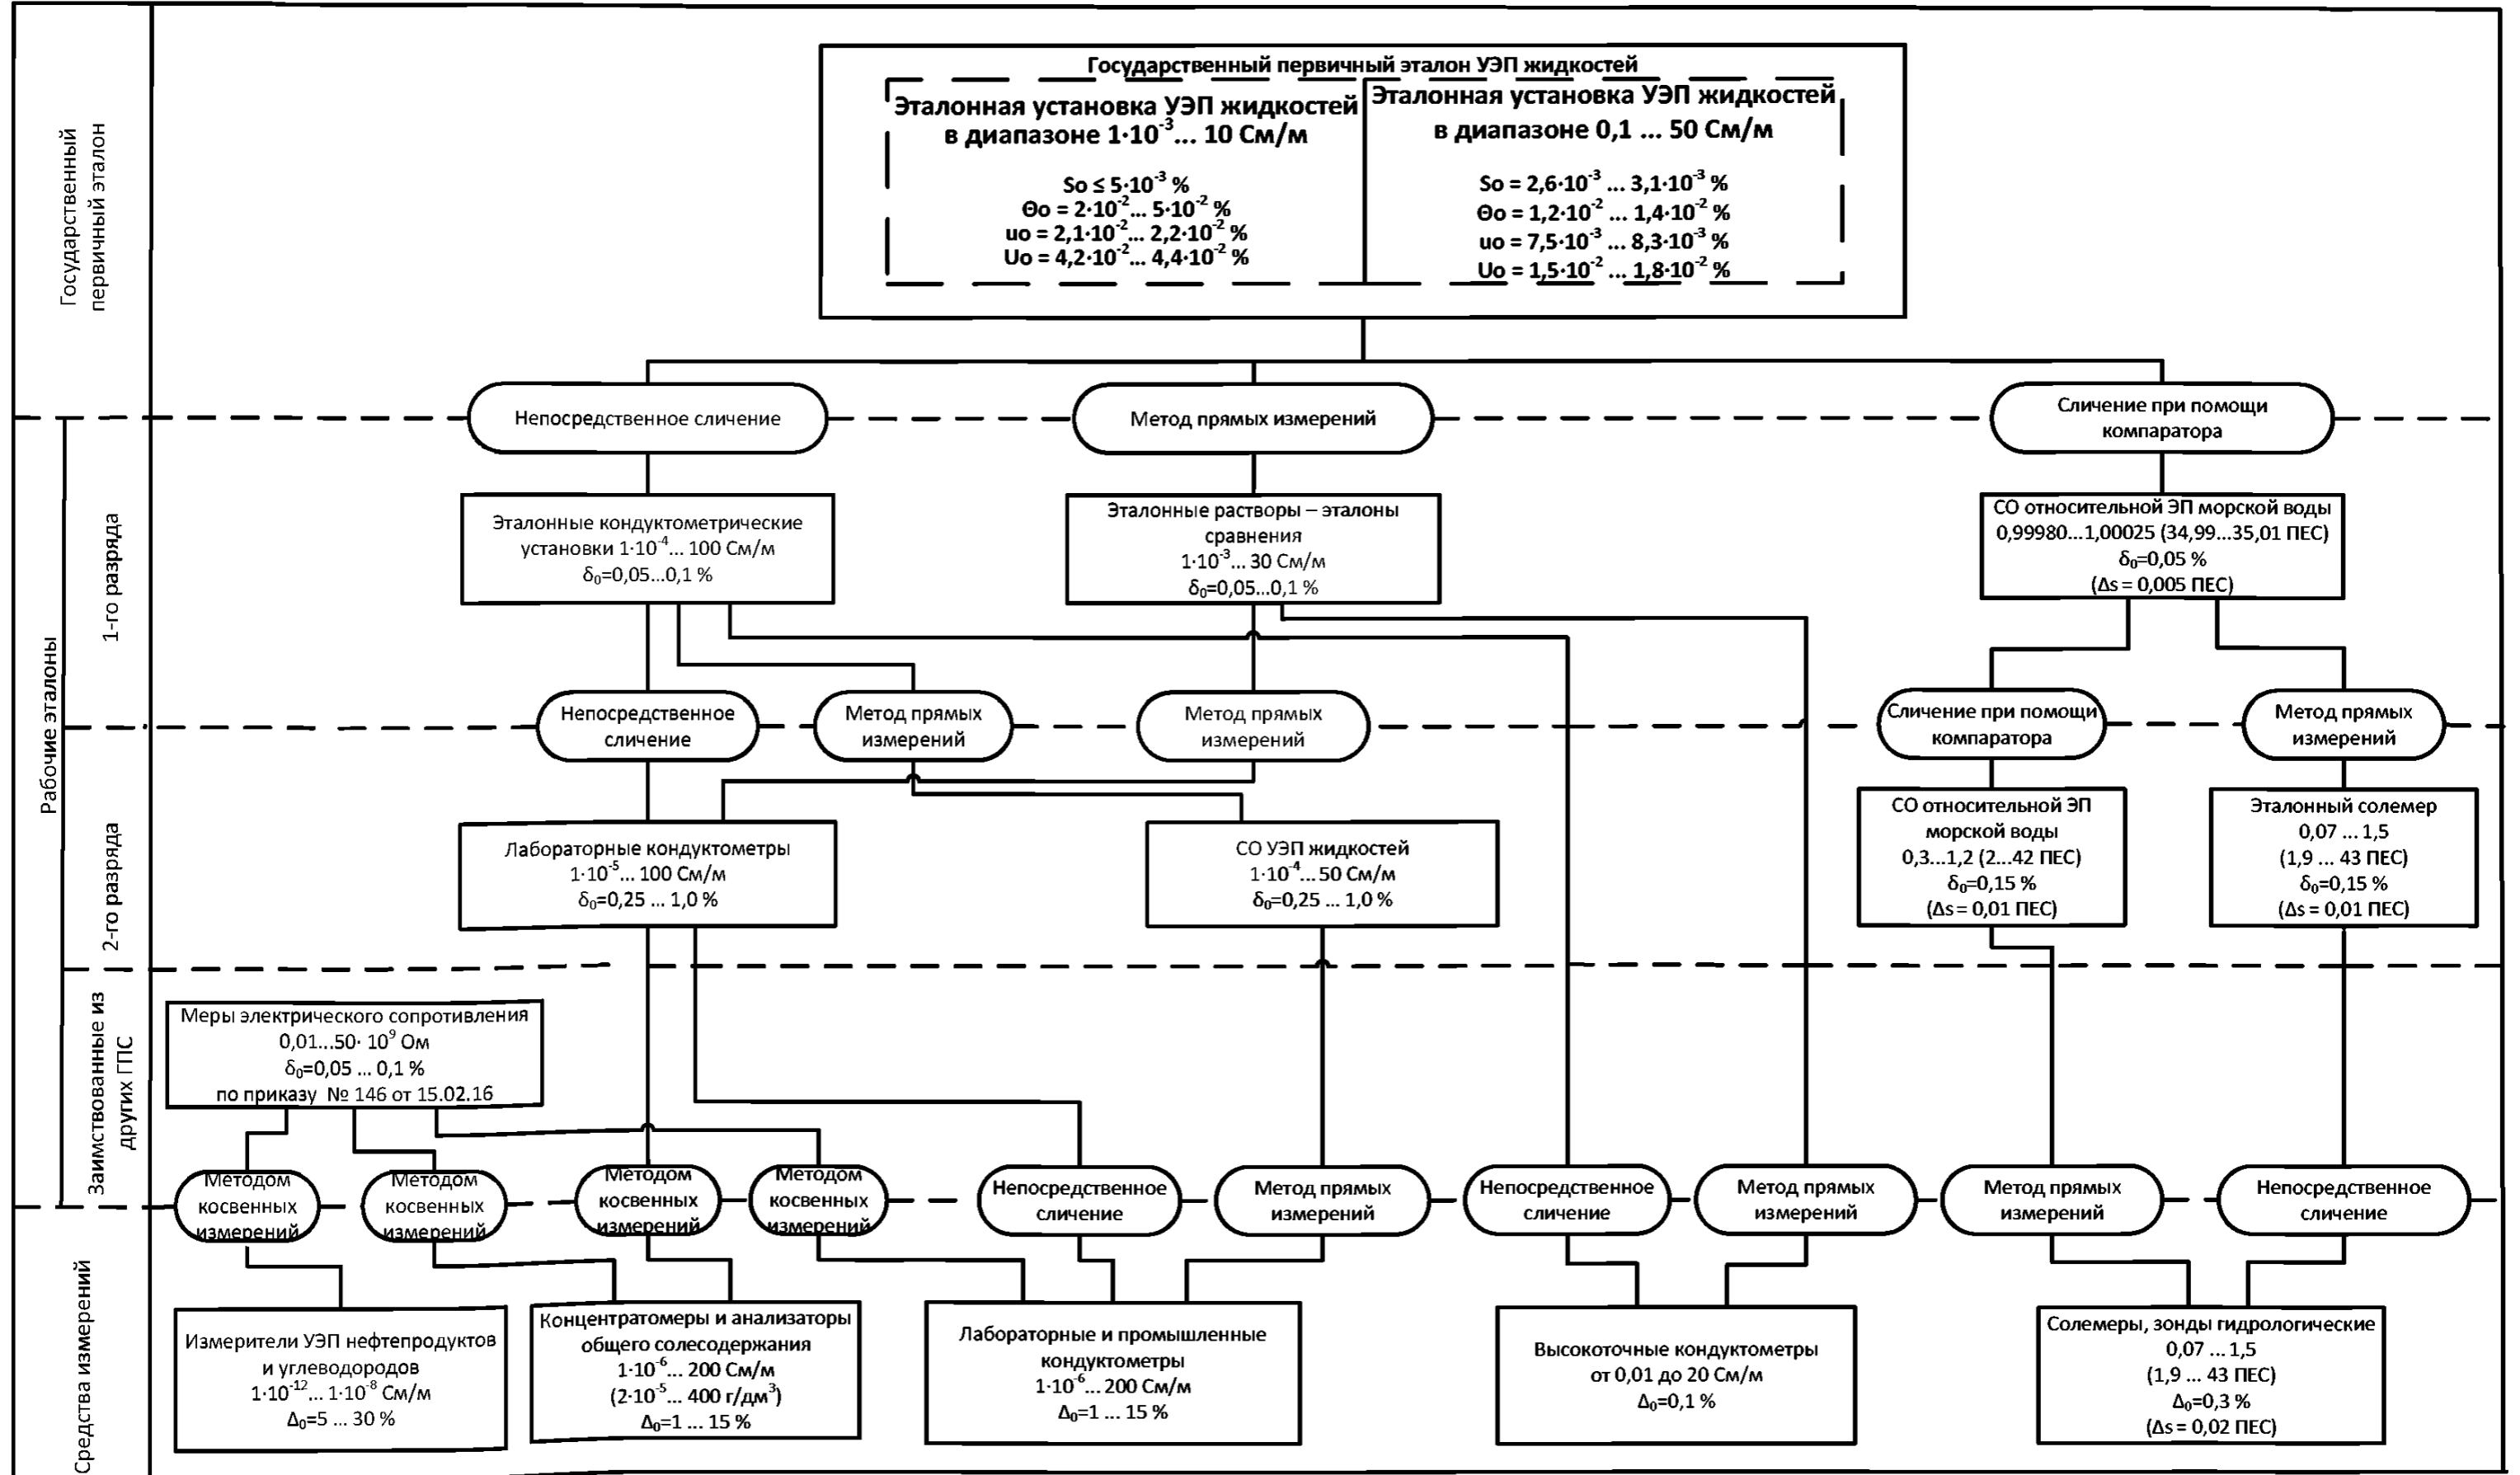 Государственный
первичный эталон
Государственный первичный эталон УЭП жидкостей
Эталонная установка УЭП жидкостей
в диапазоне 1·10⁻³... 10 См/м
So ≤ 5·10⁻³ %
Θo = 2·10⁻²... 5·10⁻² %
uo = 2,1·10⁻²... 2,2·10⁻² %
Uo = 4,2·10⁻²... 4,4·10⁻² %
Эталонная установка УЭП жидкостей
в диапазоне 0,1 ... 50 См/м
So = 2,6·10⁻³ ... 3,1·10⁻³ %
Θo = 1,2·10⁻² ... 1,4·10⁻² %
uo = 7,5·10⁻³ ... 8,3·10⁻³ %
Uo = 1,5·10⁻² ... 1,8·10⁻² %
Непосредственное сличение
Метод прямых измерений
Сличение при помощи
компаратора
Рабочие эталоны
1-го разряда
Эталонные кондуктометрические
установки 1·10⁻⁴... 100 См/м
δ₀=0,05...0,1 %
Эталонные растворы – эталоны
сравнения
1·10⁻³... 30 См/м
δ₀=0,05...0,1 %
СО относительной ЭП морской воды
0,99980...1,00025 (34,99...35,01 ПЕС)
δ₀=0,05 %
(Δs = 0,005 ПЕС)
Непосредственное
сличение
Метод прямых
измерений
Метод прямых
измерений
Сличение при помощи
компаратора
Метод прямых
измерений
2-го разряда
Лабораторные кондуктометры
1·10⁻⁵... 100 См/м
δ₀=0,25 ... 1,0 %
СО УЭП жидкостей
1·10⁻⁴... 50 См/м
δ₀=0,25 ... 1,0 %
СО относительной ЭП
морской воды
0,3...1,2 (2...42 ПЕС)
δ₀=0,15 %
(Δs = 0,01 ПЕС)
Эталонный солемер
0,07 ... 1,5
(1,9 ... 43 ПЕС)
δ₀=0,15 %
(Δs = 0,01 ПЕС)
Заимствованные из
других ГПС
Меры электрического сопротивления
0,01...50· 10⁹ Ом
δ₀=0,05 ... 0,1 %
по приказу № 146 от 15.02.16
Методом
косвенных
измерений
Методом
косвенных
измерений
Методом
косвенных
измерений
Методом
косвенных
измерений
Непосредственное
сличение
Метод прямых
измерений
Непосредственное
сличение
Метод прямых
измерений
Метод прямых
измерений
Непосредственное
сличение
Средства измерений
Измерители УЭП нефтепродуктов
и углеводородов
1·10⁻¹²... 1·10⁻⁸ См/м
Δ₀=5 ... 30 %
Концентратомеры и анализаторы
общего солесодержания
1·10⁻⁶... 200 См/м
(2·10⁻⁵... 400 г/дм³)
Δ₀=1 ... 15 %
Лабораторные и промышленные
кондуктометры
1·10⁻⁶... 200 См/м
Δ₀=1 ... 15 %
Высокоточные кондуктометры
от 0,01 до 20 См/м
Δ₀=0,1 %
Солемеры, зонды гидрологические
0,07 ... 1,5
(1,9 ... 43 ПЕС)
Δ₀=0,3 %
(Δs = 0,02 ПЕС)